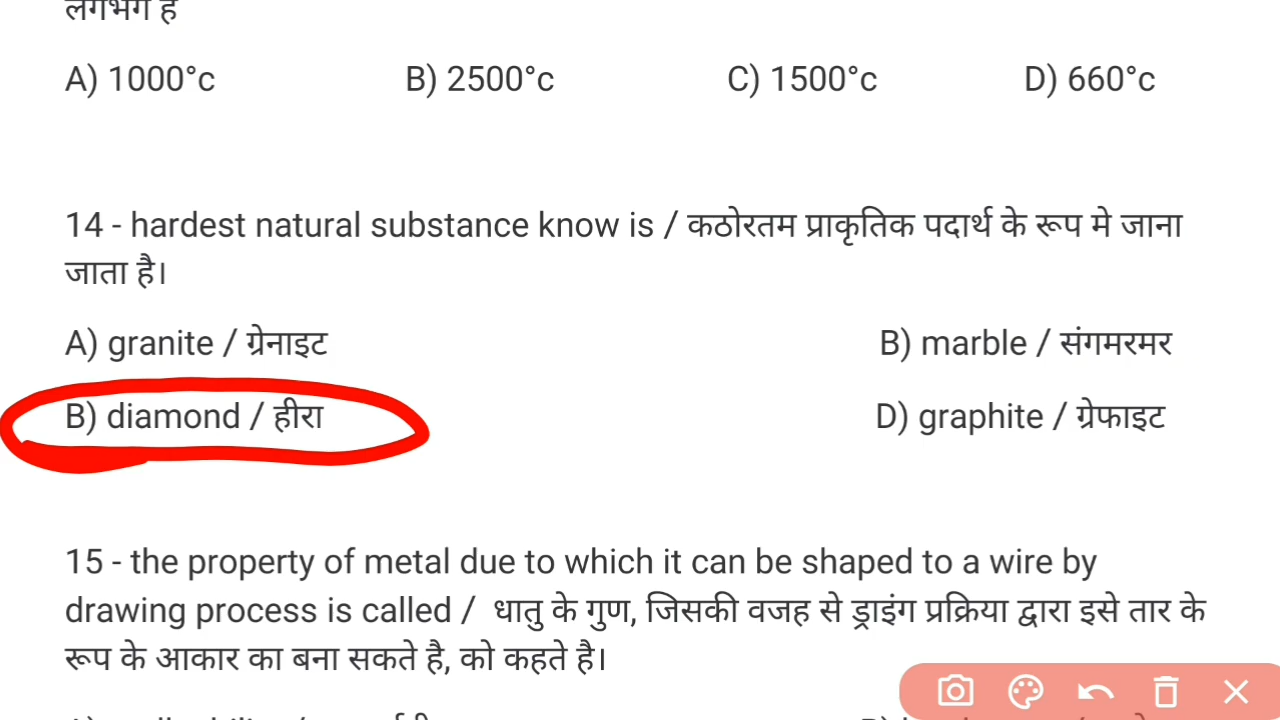 लगभग है
A) 1000°c B) 2500°c C) 1500°c D) 660°c
14 - hardest natural substance know is / कठोरतम प्राकृतिक पदार्थ के रूप मे जाना
जाता है।
A) granite / ग्रेनाइट B) marble / संगमरमर
B) diamond / हीरा D) graphite / ग्रेफाइट
15 - the property of metal due to which it can be shaped to a wire by
drawing process is called / धातु के गुण, जिसकी वजह से ड्राइंग प्रक्रिया द्वारा इसे तार के
रूप के आकार का बना सकते है, को कहते है।